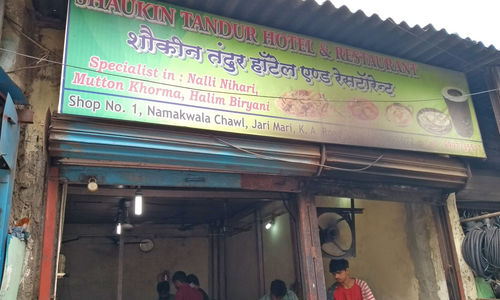 SHAUKIN TANDUR HOTEL & RESTAURANT
शौकीन तंदुर हॉटेल एण्ड रेसटॉरेन्ट
Specialist in : Nalli Nihari,
Mutton Khorma, Halim Biryani
Shop No. 1, Namakwala Chawl, Jari Mari, K. A.